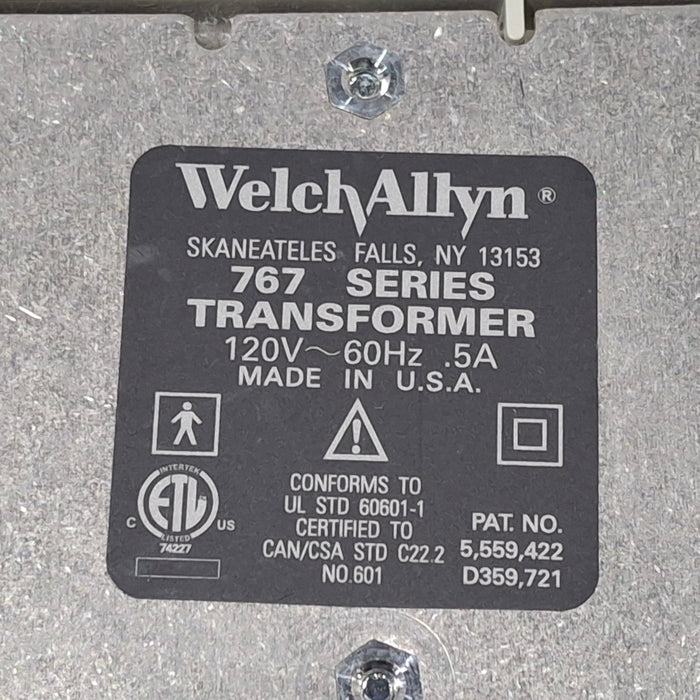 WelchAllyn ®
SKANEATELES FALLS, NY 13153
767 SERIES
TRANSFORMER
120V~60Hz .5A
MADE IN U.S.A.
INTERTEK
ETL
C US
LISTED
74227
CONFORMS TO
UL STD 60601-1
CERTIFIED TO
CAN/CSA STD C22.2
NO.601
PAT. NO.
5,559,422
D359,721